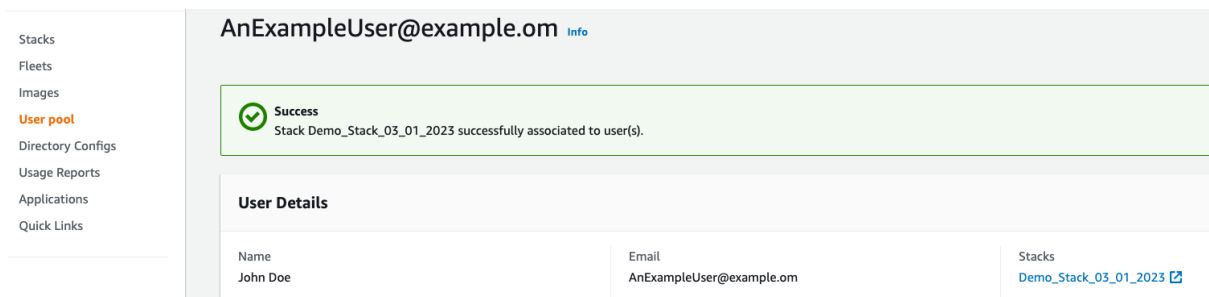 Stacks
Fleets
Images
User pool
Directory Configs
Usage Reports
Applications
Quick Links
AnExampleUser@example.om Info
Success
Stack Demo_Stack_03_01_2023 successfully associated to user(s).
User Details
Name
John Doe
Email
AnExampleUser@example.om
Stacks
Demo_Stack_03_01_2023